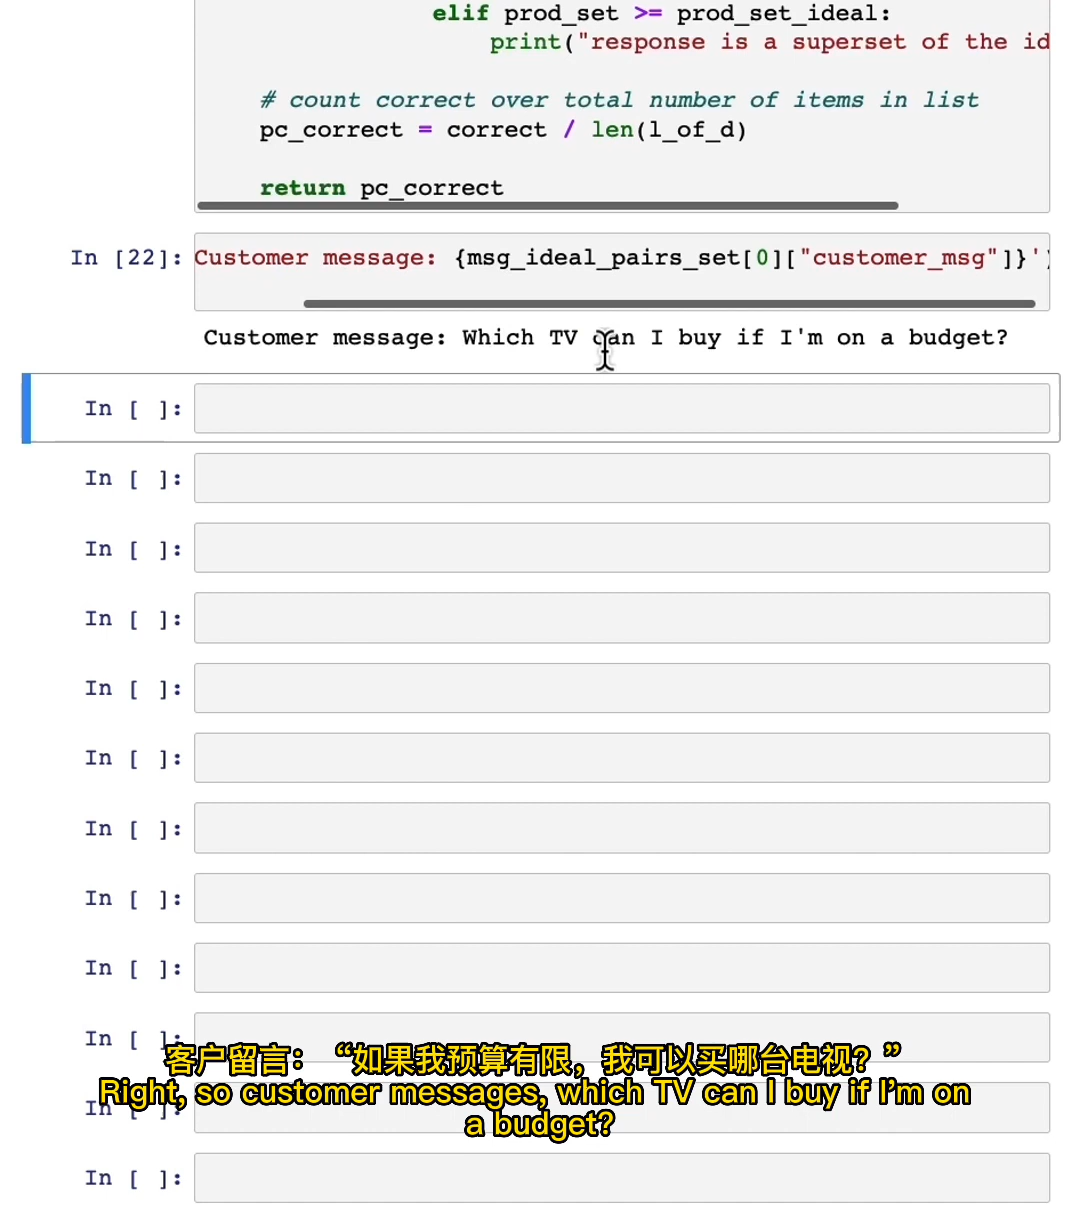 elif prod_set >= prod_set_ideal:
print("response is a superset of the id
# count correct over total number of items in list
pc_correct = correct / len(l_of_d)
return pc_correct
In [22]: Customer message: {msg_ideal_pairs_set[0]["customer_msg"]}')
Customer message: Which TV can I buy if I'm on a budget?
In [ ]:
In [ ]:
In [ ]:
In [ ]:
In [ ]:
In [ ]:
In [ ]:
In [ ]:
In [ ]:
In [ ]:
客户留言：“如果我预算有限，我可以买哪台电视？”
Right, so customer messages, which TV can I buy if I'm on
In [ ]:
a budget?
In [ ]: